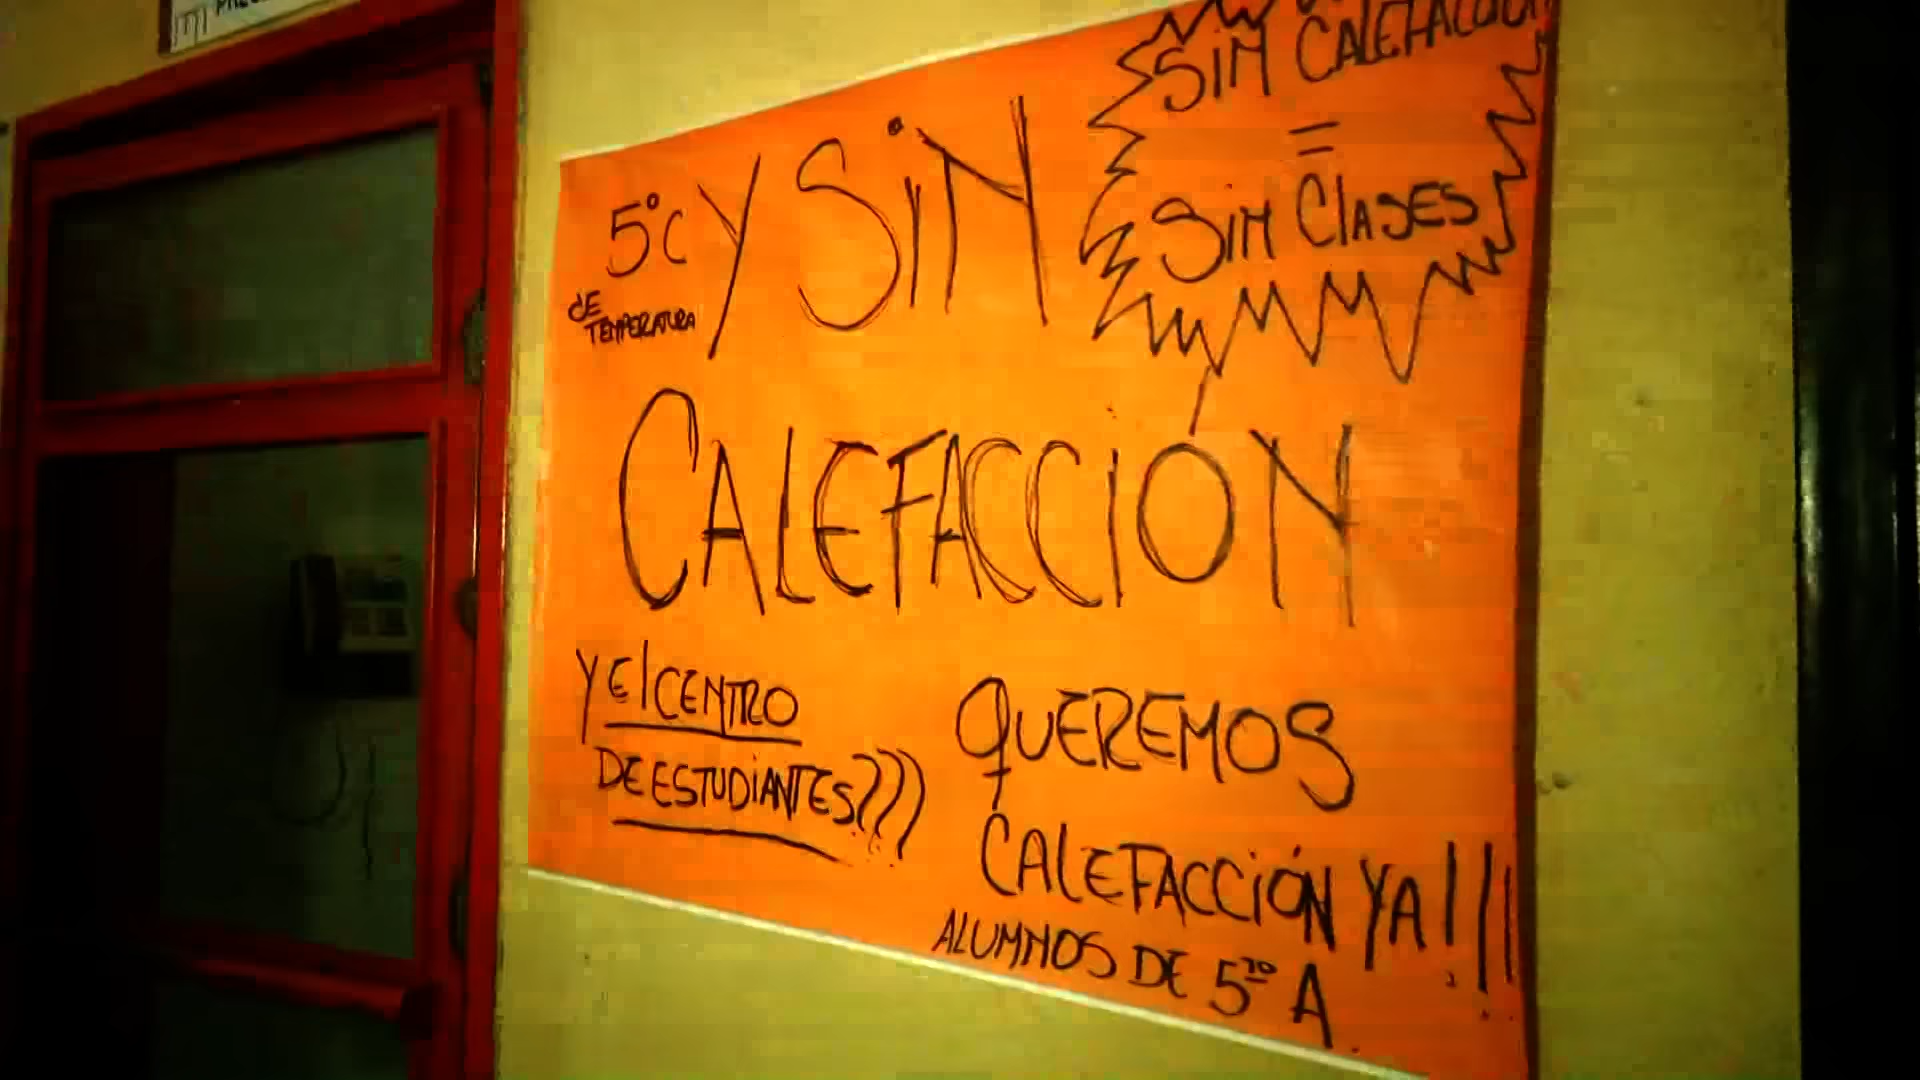 5°C Y SiN
DE
TEMPERATURA
CALEFACCIÓN
SiN CALEFACCIÓN
=
SiN ClaSES
Y El CENTRO
DE ESTUDiANTES???
QUEREMOS
CALEFACCiÓN YA!!!
ALUMNOS DE 5TO A.